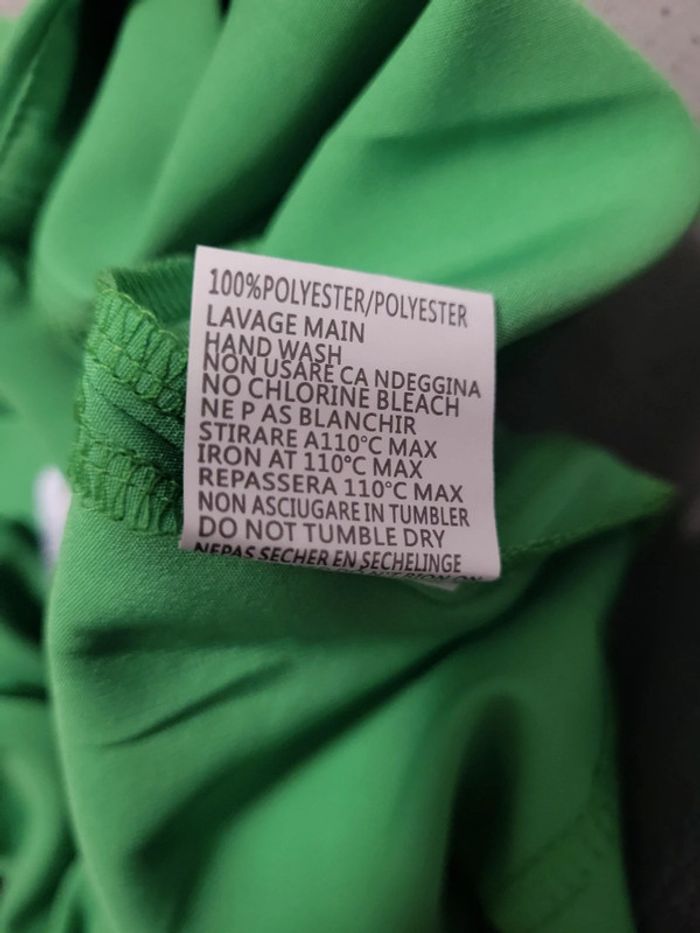 100%POLYESTER/POLYESTER
LAVAGE MAIN
HAND WASH
NON USARE CA NDEGGINA
NO CHLORINE BLEACH
NE P AS BLANCHIR
STIRARE A110°C MAX
IRON AT 110°C MAX
REPASSERA 110°C MAX
NON ASCIUGARE IN TUMBLER
DO NOT TUMBLE DRY
NEPAS SECHER EN SECHELINGE